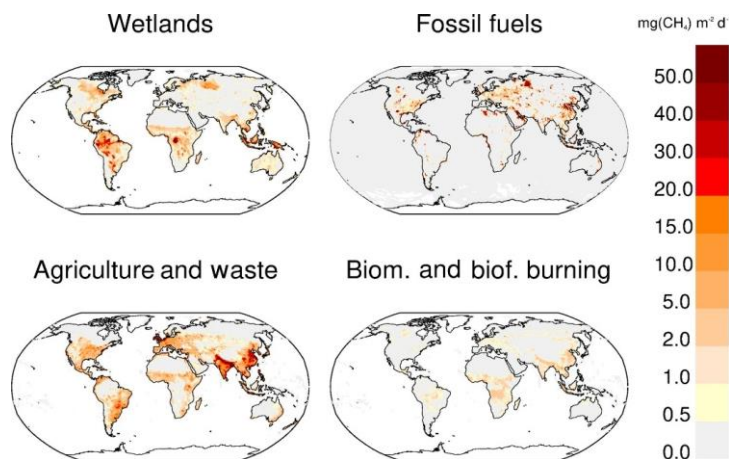 Wetlands
Fossil fuels
mg(CH₄) m⁻² d⁻
50.0
40.0
30.0
20.0
15.0
10.0
5.0
2.0
1.0
0.5
0.0
Agriculture and waste
Biom. and biof. burning